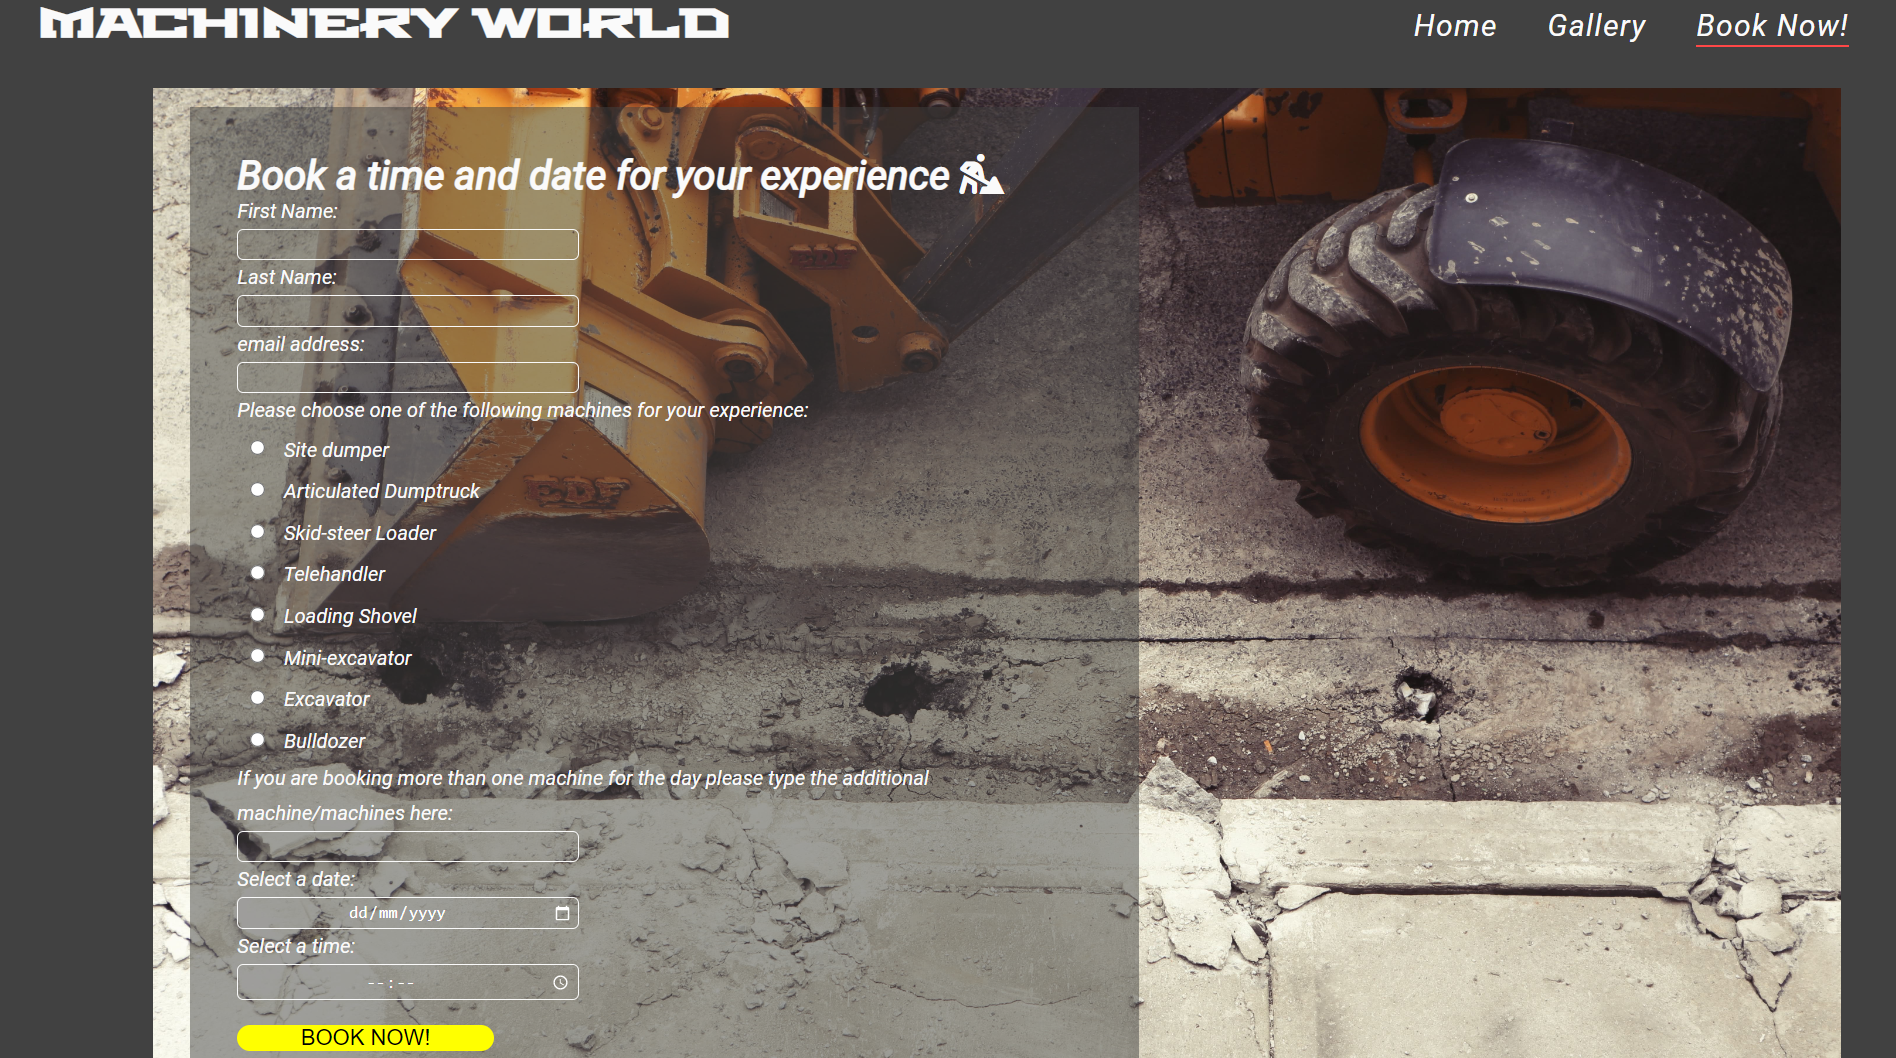 MACHINERY WORLD
Home Gallery Book Now!
Book a time and date for your experience
First Name:
Last Name:
email address:
Please choose one of the following machines for your experience:
Site dumper
Articulated Dumptruck
Skid-steer Loader
Telehandler
Loading Shovel
Mini-excavator
Excavator
Bulldozer
If you are booking more than one machine for the day please type the additional
machine/machines here:
Select a date:
dd/mm/yyyy
Select a time:
--:--
BOOK NOW!